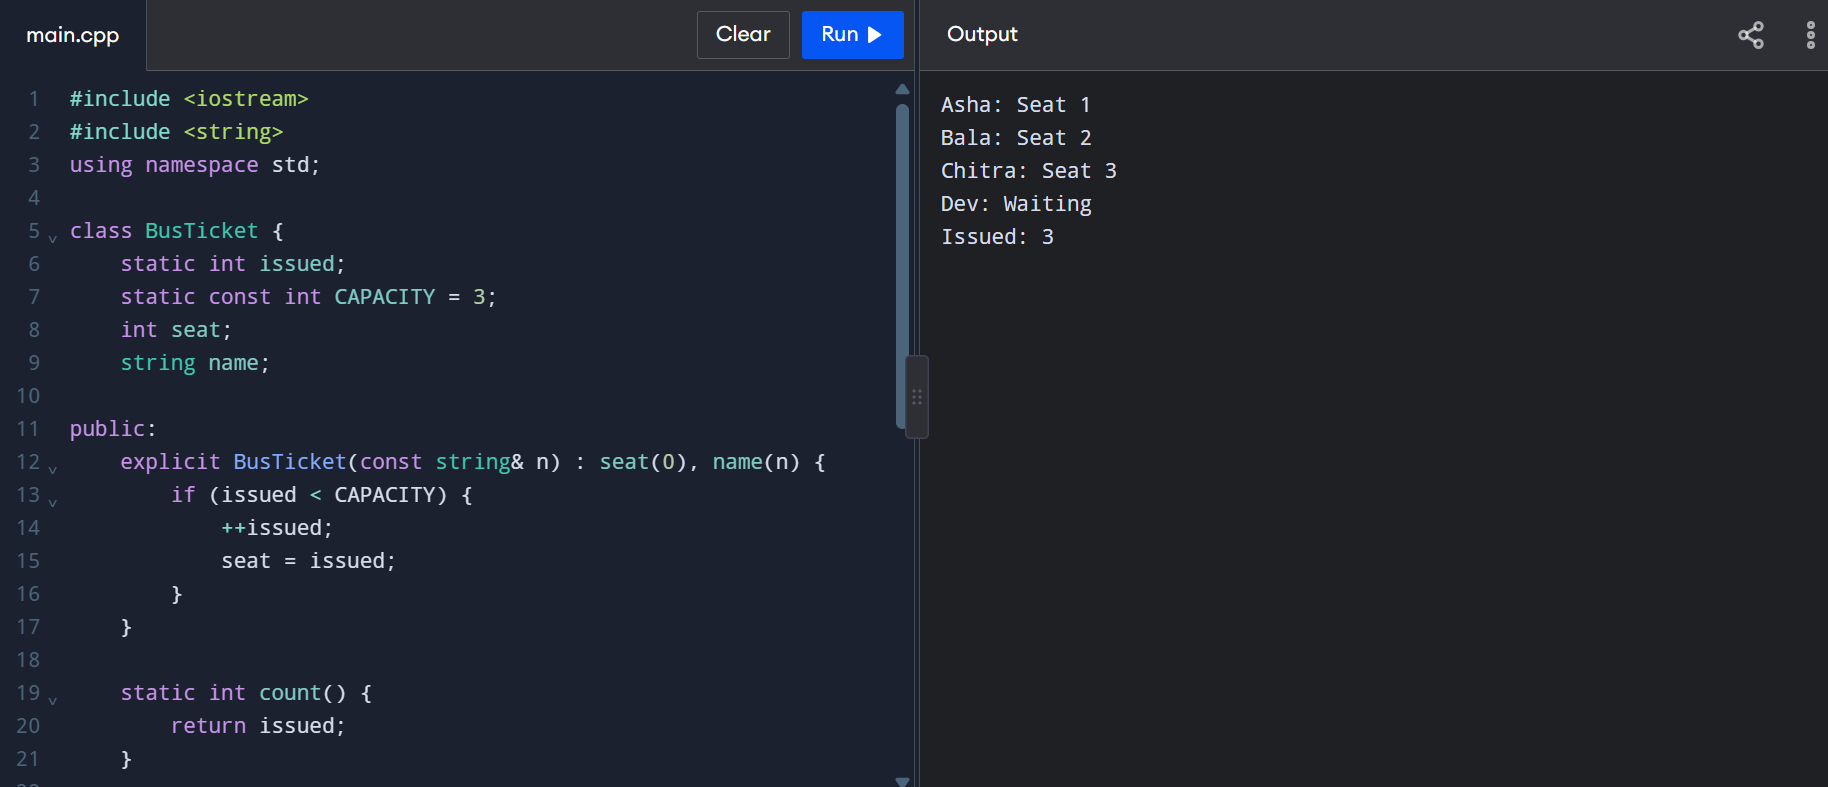 main.cpp
Clear
Run
Output
1 #include <iostream>
2 #include <string>
3 using namespace std;
4
5 class BusTicket {
6     static int issued;
7     static const int CAPACITY = 3;
8     int seat;
9     string name;
10
11 public:
12     explicit BusTicket(const string& n) : seat(0), name(n) {
13         if (issued < CAPACITY) {
14             ++issued;
15             seat = issued;
16         }
17     }
18
19     static int count() {
20         return issued;
21     }
Asha: Seat 1
Bala: Seat 2
Chitra: Seat 3
Dev: Waiting
Issued: 3